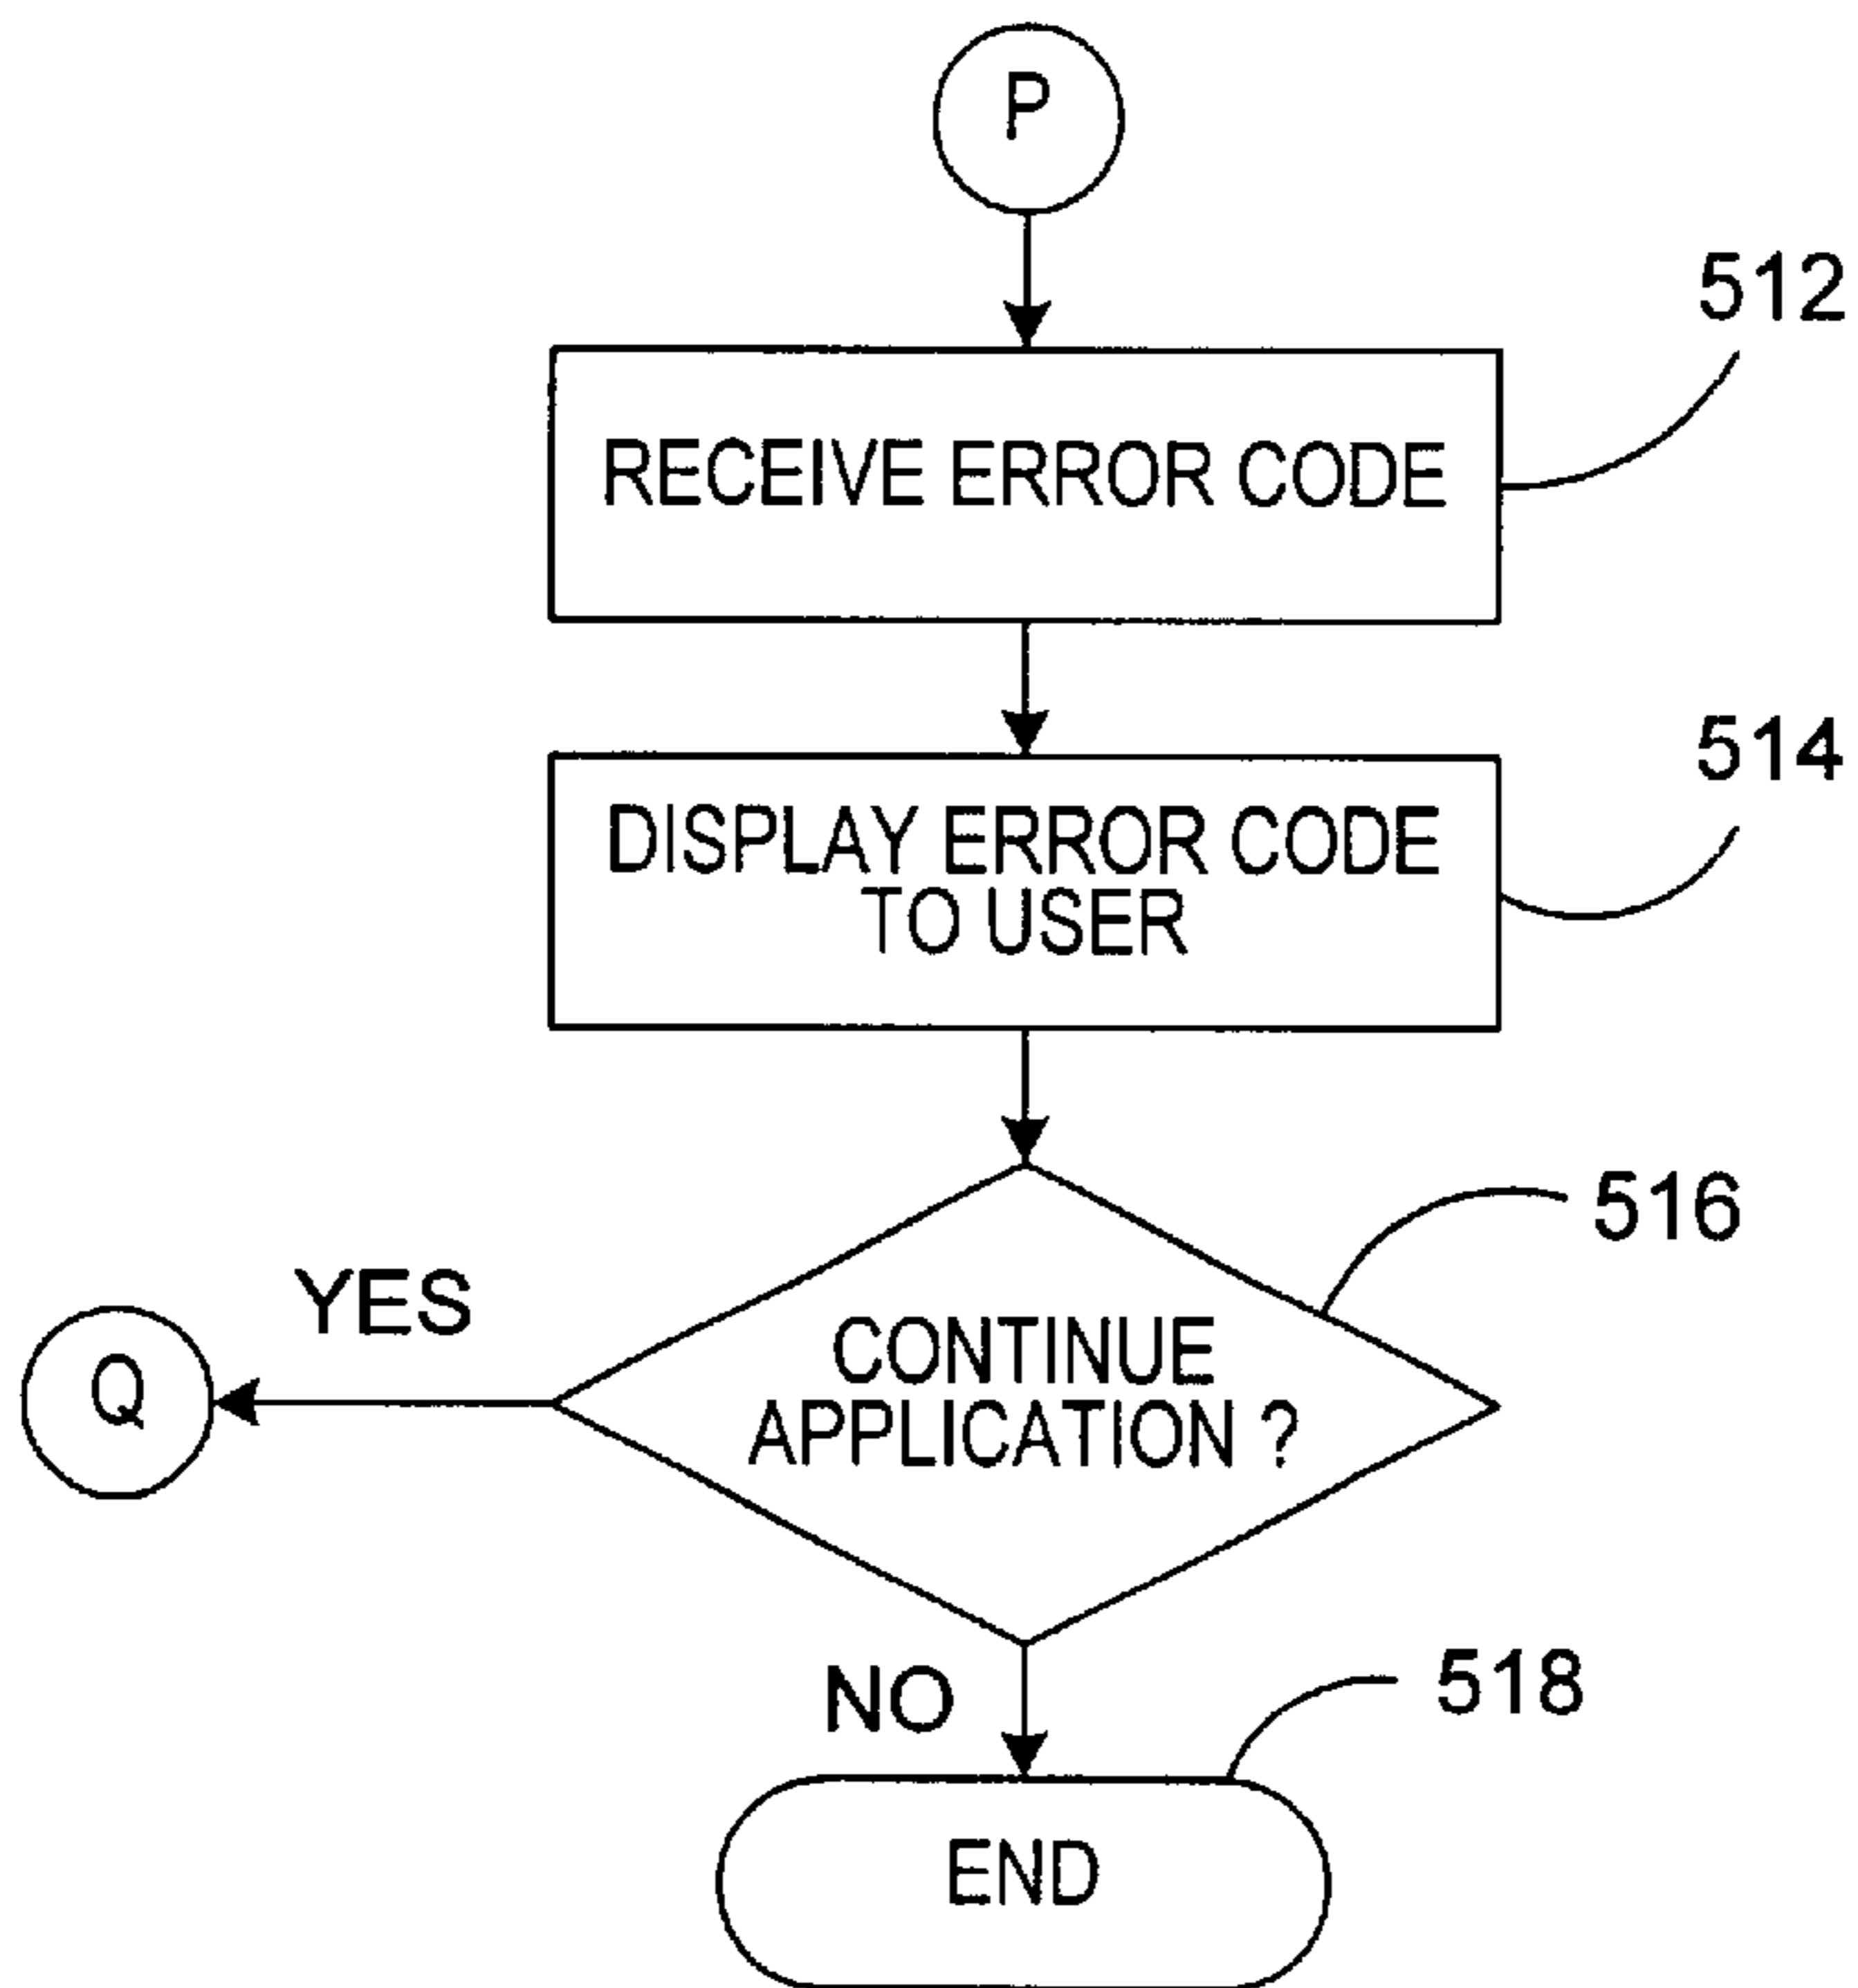 P
512
RECEIVE ERROR CODE
514
DISPLAY ERROR CODE
TO USER
516
YES
Q
CONTINUE
APPLICATION ?
NO
518
END